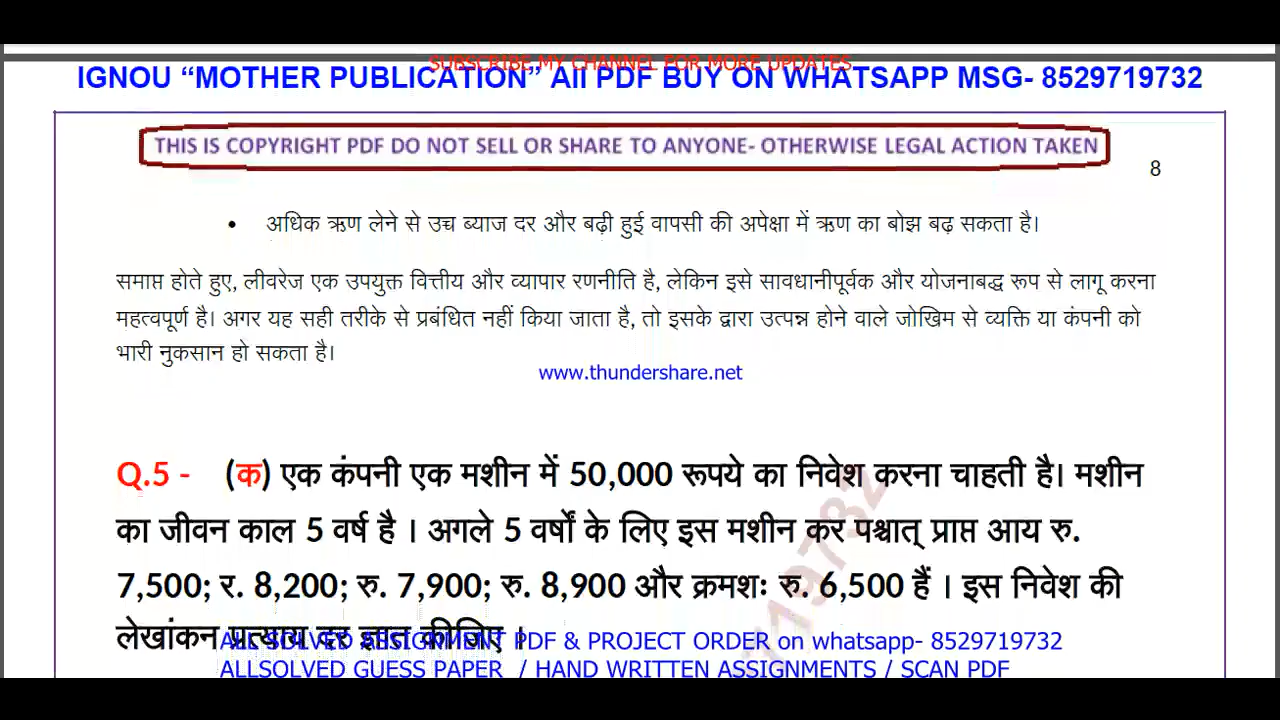 SUBSCRIBE MY CHANNEL FOR MORE UPDATES
IGNOU “MOTHER PUBLICATION” All PDF BUY ON WHATSAPP MSG- 8529719732
THIS IS COPYRIGHT PDF DO NOT SELL OR SHARE TO ANYONE- OTHERWISE LEGAL ACTION TAKEN
8
• अधिक ऋण लेने से उच्च ब्याज दर और बढ़ी हुई वापसी की अपेक्षा में ऋण का बोझ बढ़ सकता है।
समाप्त होते हुए, लीवरेज एक उपयुक्त वित्तीय और व्यापार रणनीति है, लेकिन इसे सावधानीपूर्वक और योजनाबद्ध रूप से लागू करना
महत्वपूर्ण है। अगर यह सही तरीके से प्रबंधित नहीं किया जाता है, तो इसके द्वारा उत्पन्न होने वाले जोखिम से व्यक्ति या कंपनी को
भारी नुकसान हो सकता है।
www.thundershare.net
Q.5 - (क) एक कंपनी एक मशीन में 50,000 रूपये का निवेश करना चाहती है। मशीन
का जीवन काल 5 वर्ष है । अगले 5 वर्षों के लिए इस मशीन कर पश्चात् प्राप्त आय रु.
7,500; र. 8,200; रु. 7,900; रु. 8,900 और क्रमशः रु. 6,500 हैं । इस निवेश की
लेखांकन प्रत्याय दर ज्ञात कीजिए ।
ALL SOLVED ASSIGNMENT PDF & PROJECT ORDER on whatsapp- 8529719732
ALLSOLVED GUESS PAPER / HAND WRITTEN ASSIGNMENTS / SCAN PDF
719732